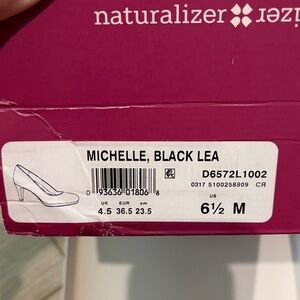 naturalizer
naturalizer
MICHELLE, BLACK LEA
D6572L1002
0 93636 01806 8
0317 5100258809 CR
UK EUR cm
4.5 36.5 23.5
US
6½ M